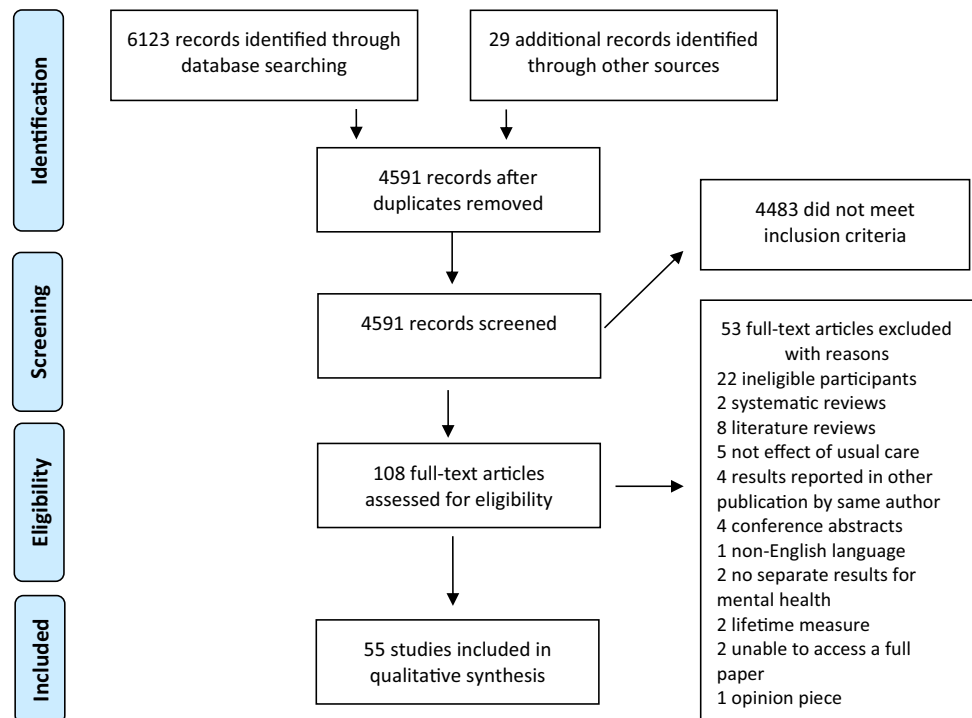 Identification
6123 records identified through
database searching
29 additional records identified
through other sources
4591 records after
duplicates removed
4483 did not meet
inclusion criteria
Screening
4591 records screened
53 full-text articles excluded
with reasons
22 ineligible participants
2 systematic reviews
8 literature reviews
5 not effect of usual care
4 results reported in other
publication by same author
4 conference abstracts
1 non-English language
2 no separate results for
mental health
2 lifetime measure
2 unable to access a full
paper
1 opinion piece
Eligibility
108 full-text articles
assessed for eligibility
Included
55 studies included in
qualitative synthesis